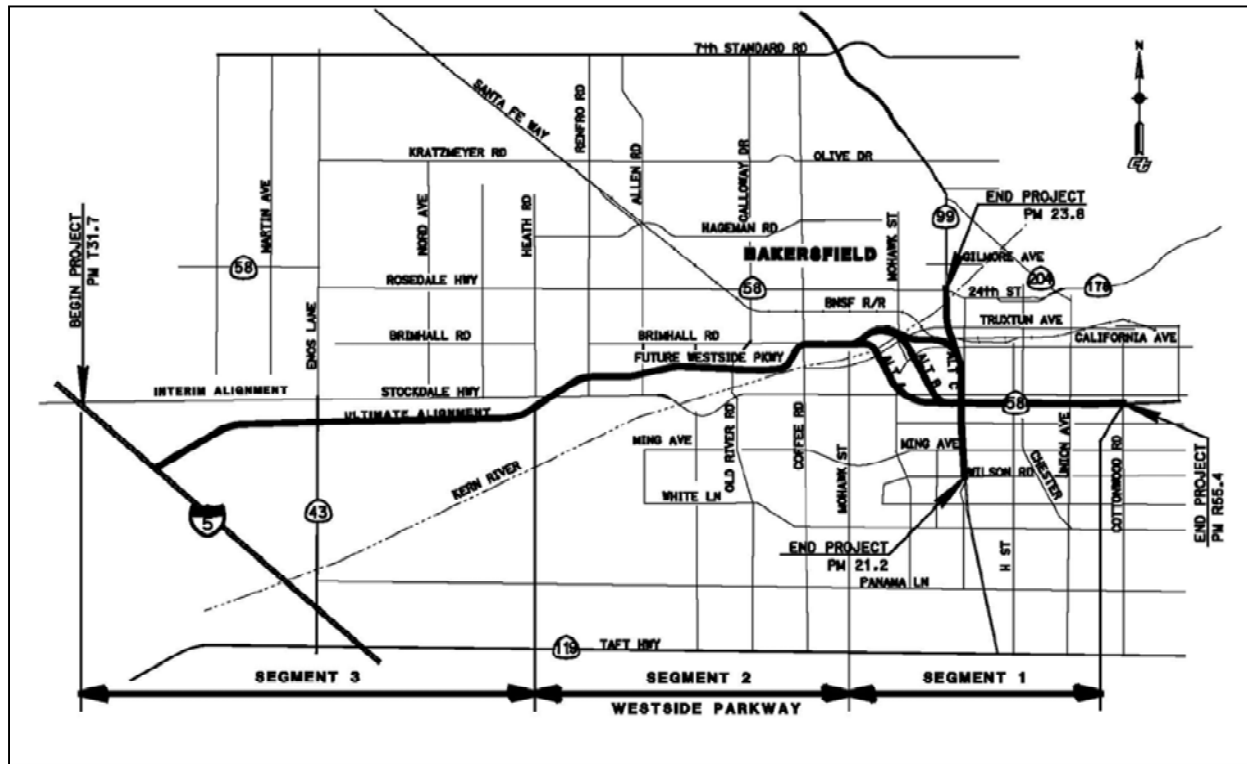 7th STANDARD RD
N
SANTA FE WAY
RENFRO RD
ALLEN RD
CALLOWAY DR
KRATZMEYER RD
OLIVE DR
MARTIN AVE
NORD AVE
HEATH RD
HAGEMAN RD
MOHAWK ST
99
END PROJECT
PM 23.8
BEGIN PROJECT
PM T31.7
58
BAKERSFIELD
GILMORE AVE
204
178
ROSEDALE HWY
58
24th ST
BNSF R/R
TRUXTUN AVE
ENOS LANE
BRIMHALL RD
BRIMHALL RD
CALIFORNIA AVE
FUTURE WESTSIDE PKWY
ALT A
ALT B
ALT C
INTERIM ALIGNMENT
STOCKDALE HWY
ULTIMATE ALIGNMENT
58
MING AVE
OLD RIVER RD
COFFEE RD
MOHAWK ST
MING AVE
CHESTER
UNION AVE
COTTONWOOD RD
KERN RIVER
WILSON RD
WHITE LN
END PROJECT
PM R55.4
5
43
END PROJECT
PM 21.2
H ST
PANAMA LN
119
TAFT HWY
SEGMENT 3
SEGMENT 2
SEGMENT 1
WESTSIDE PARKWAY